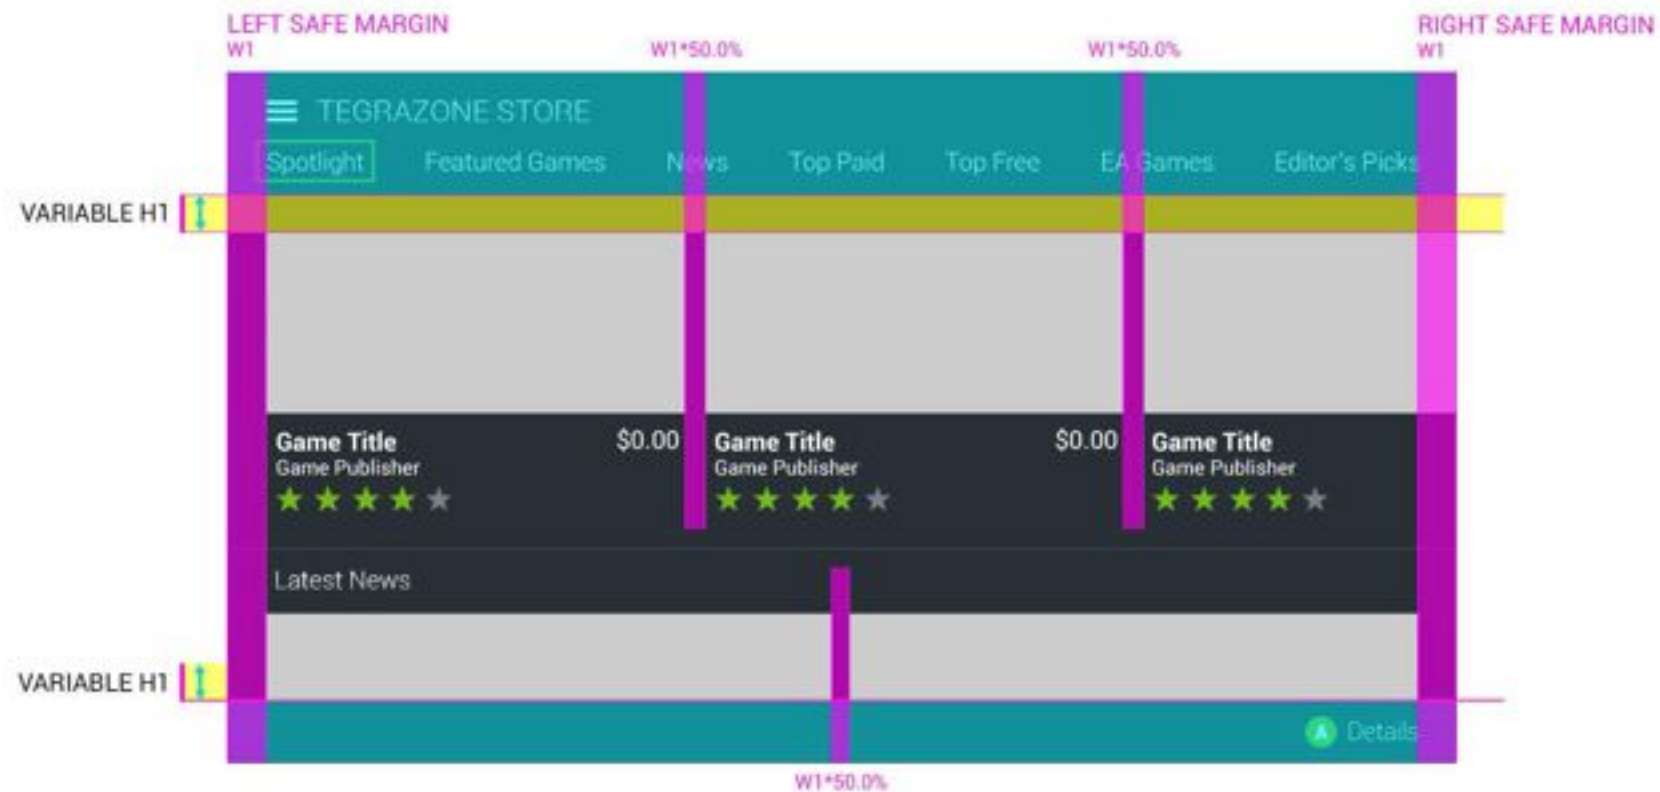 LEFT SAFE MARGIN
RIGHT SAFE MARGIN
W1
W1*50.0%
W1*50.0%
W1
TEGRAZONE STORE
Spotlight
Featured Games
News
Top Paid
Top Free
EA Games
Editor's Picks
VARIABLE H1
Game Title
$0.00
Game Title
$0.00
Game Title
Game Publisher
Game Publisher
Game Publisher
Latest News
VARIABLE H1
A Details
W1*50.0%